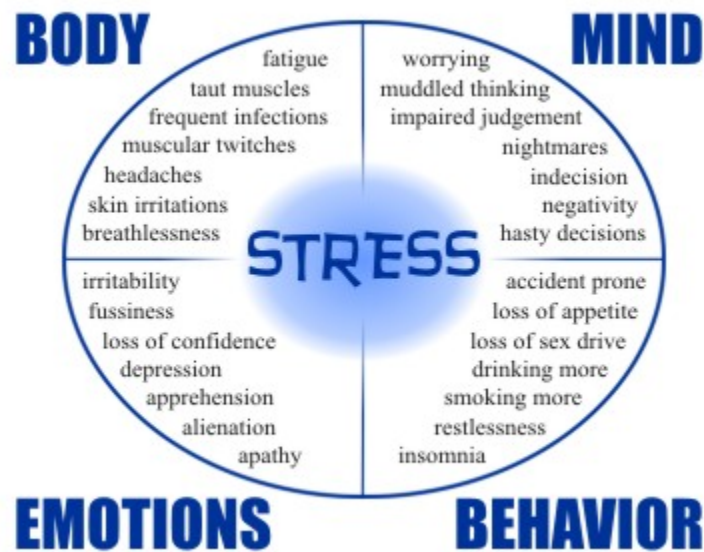 BODY
fatigue
taut muscles
frequent infections
muscular twitches
headaches
skin irritations
breathlessness
MIND
worrying
muddled thinking
impaired judgement
nightmares
indecision
negativity
hasty decisions
STRESS
irritability
fussiness
loss of confidence
depression
apprehension
alienation
apathy
EMOTIONS
accident prone
loss of appetite
loss of sex drive
drinking more
smoking more
restlessness
insomnia
BEHAVIOR